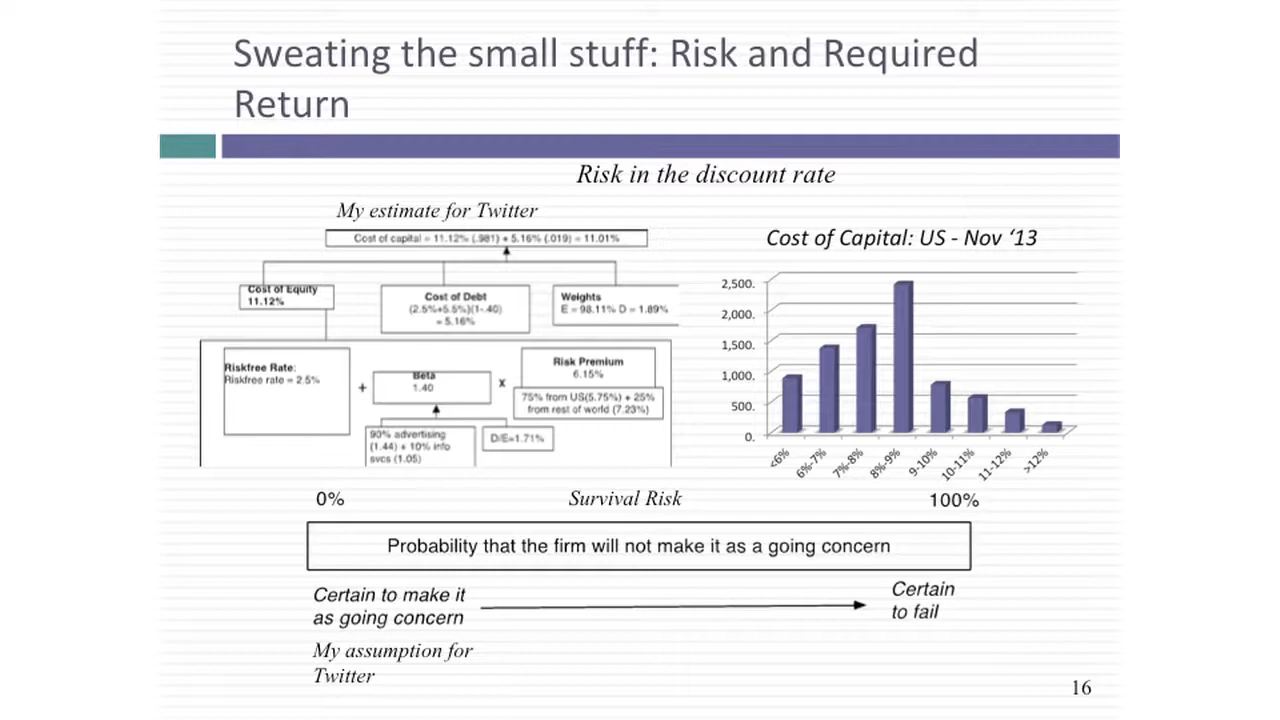 Sweating the small stuff: Risk and Required
Return
Risk in the discount rate
My estimate for Twitter
Cost of capital = 11.12% (.981) + 5.16% (.019) = 11.01%
Cost of Equity
11.12%
Cost of Debt
(2.5%+5.5%)(1-.40)
= 5.16%
Weights
E = 98.11% D = 1.89%
Riskfree Rate:
Riskfree rate = 2.5%
+
Beta
1.40
x
Risk Premium
6.15%
75% from US(5.75%) + 25%
from rest of world (7.23%)
90% advertising
(1.44) + 10% info
svcs (1.05)
D/E=1.71%
Cost of Capital: US - Nov ‘13
2,500.
2,000.
1,500.
1,000.
500.
0.
<6%
6%-7%
7%-8%
8%-9%
9-10%
10-11%
11-12%
>12%
0%
Survival Risk
100%
Probability that the firm will not make it as a going concern
Certain to make it
as going concern
Certain
to fail
My assumption for
Twitter
16